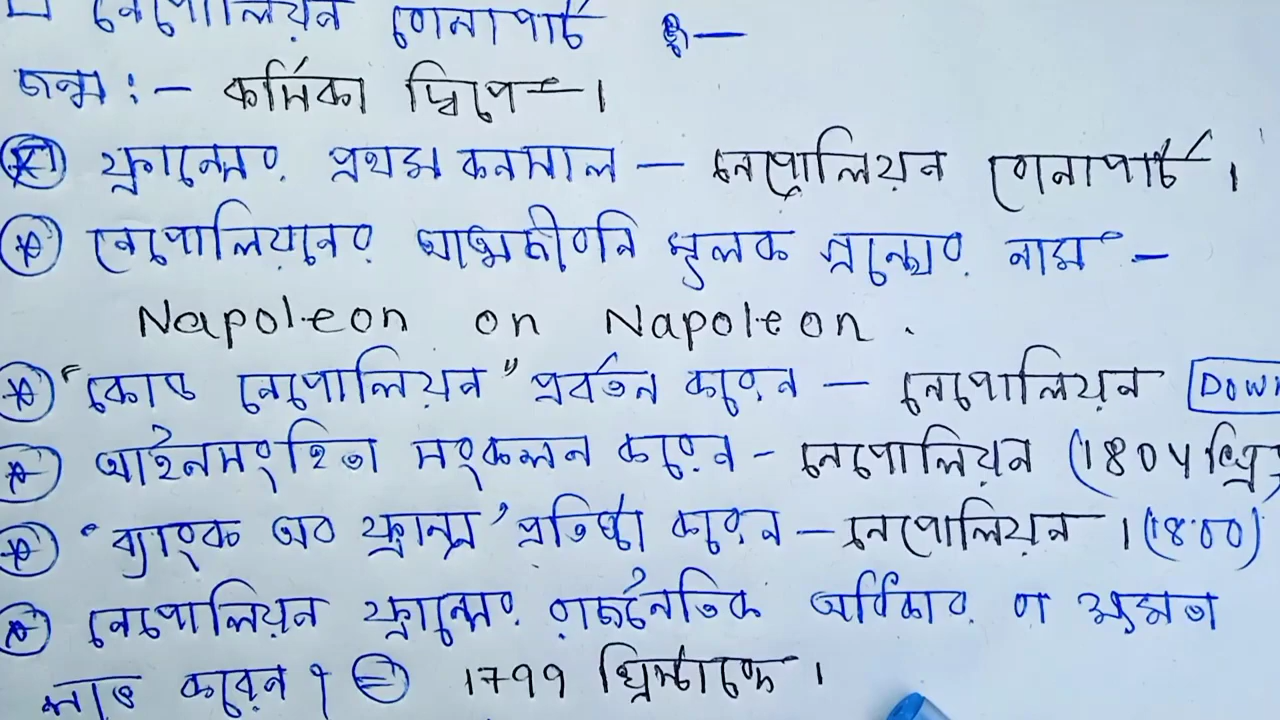 নেপোলিয়ন বোনাপার্ট ঃ—
জন্ম :- কর্সিকা দ্বিপে—।
ফ্রান্সের প্রথম কনসাল — নেপোলিয়ন বোনাপার্ট।
নেপোলিয়নের আত্মজীবনি মূলক গ্রন্থের নাম :-
Napoleon on Napoleon.
"কোড নেপোলিয়ন" প্রবর্তন করেন — নেপোলিয়ন DOW
আইনসংহিতা সংকলন করেন - নেপোলিয়ন (1804 খ্রি
'ব্যাংক অব ফ্রান্স' প্রতিষ্ঠা করেন — নেপোলিয়ন । (1800)
নেপোলিয়ন ফ্রান্সের রাজনৈতিক অধিকার বা ক্ষমতা
লাভ করেন ? = 1799 খ্রিস্টাব্দে ।